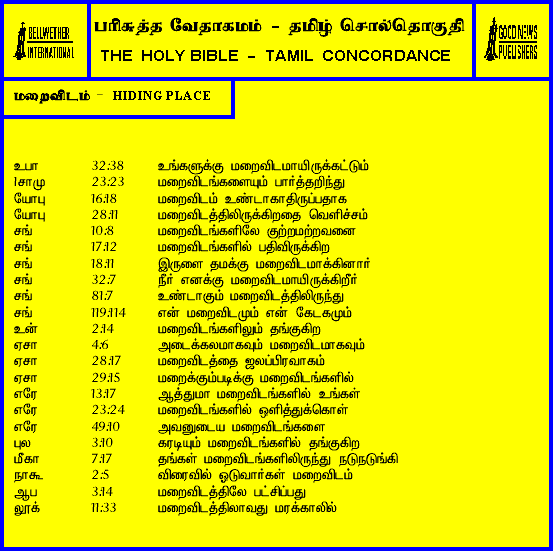 BELLWETHER INTERNATIONAL
பரிசுத்த வேதாகமம் - தமிழ் சொல்தொகுதி
THE HOLY BIBLE - TAMIL CONCORDANCE
GOOD NEWS PUBLISHERS
மறைவிடம் - HIDING PLACE
உபா 32:38 உங்களுக்கு மறைவிடமாயிருக்கட்டும்
1சாமு 23:23 மறைவிடங்களையும் பார்த்தறிந்து
யோபு 16:18 மறைவிடம் உண்டாகாதிருப்பதாக
யோபு 28:11 மறைவிடத்திலிருக்கிறதை வெளிச்சம்
சங் 10:8 மறைவிடங்களிலே குற்றமற்றவனை
சங் 17:12 மறைவிடங்களில் பதிவிருக்கிற
சங் 18:11 இருளை தமக்கு மறைவிடமாக்கினார்
சங் 32:7 நீர் எனக்கு மறைவிடமாயிருக்கிறீர்
சங் 81:7 உண்டாகும் மறைவிடத்திலிருந்து
சங் 119:114 என் மறைவிடமும் என் கேடகமும்
உன் 2:14 மறைவிடங்களிலும் தங்குகிற
ஏசா 4:6 அடைக்கலமாகவும் மறைவிடமாகவும்
ஏசா 28:17 மறைவிடத்தை ஜலப்பிரவாகம்
ஏசா 29:15 மறைக்கும்படிக்கு மறைவிடங்களில்
எரே 13:17 ஆத்துமா மறைவிடங்களில் உங்கள்
எரே 23:24 மறைவிடங்களில் ஒளித்துக்கொள்
எரே 49:10 அவனுடைய மறைவிடங்களை
புல 3:10 கரடியும் மறைவிடங்களில் தங்குகிற
மீகா 7:17 தங்கள் மறைவிடங்களிலிருந்து நடுநடுங்கி
நாகூ 2:5 விரைவில் ஓடுவார்கள் மறைவிடம்
ஆப 3:14 மறைவிடத்திலே பட்சிப்பது
லூக் 11:33 மறைவிடத்திலாவது மரக்காலில்